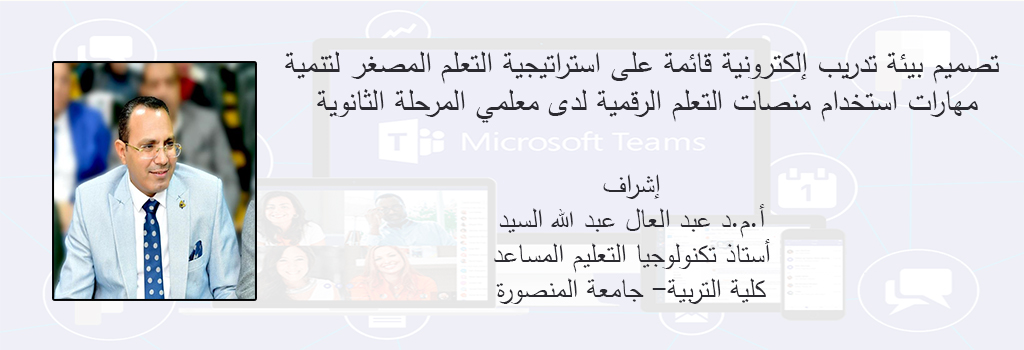 تصميم بيئة تدريب إلكترونية قائمة على استراتيجية التعلم المصغر لتنمية
مهارات استخدام منصات التعلم الرقمية لدى معلمي المرحلة الثانوية
Microsoft Teams
إشراف
أ.م.د عبد العال عبد الله السيد
أستاذ تكنولوجيا التعليم المساعد
كلية التربية– جامعة المنصورة
1